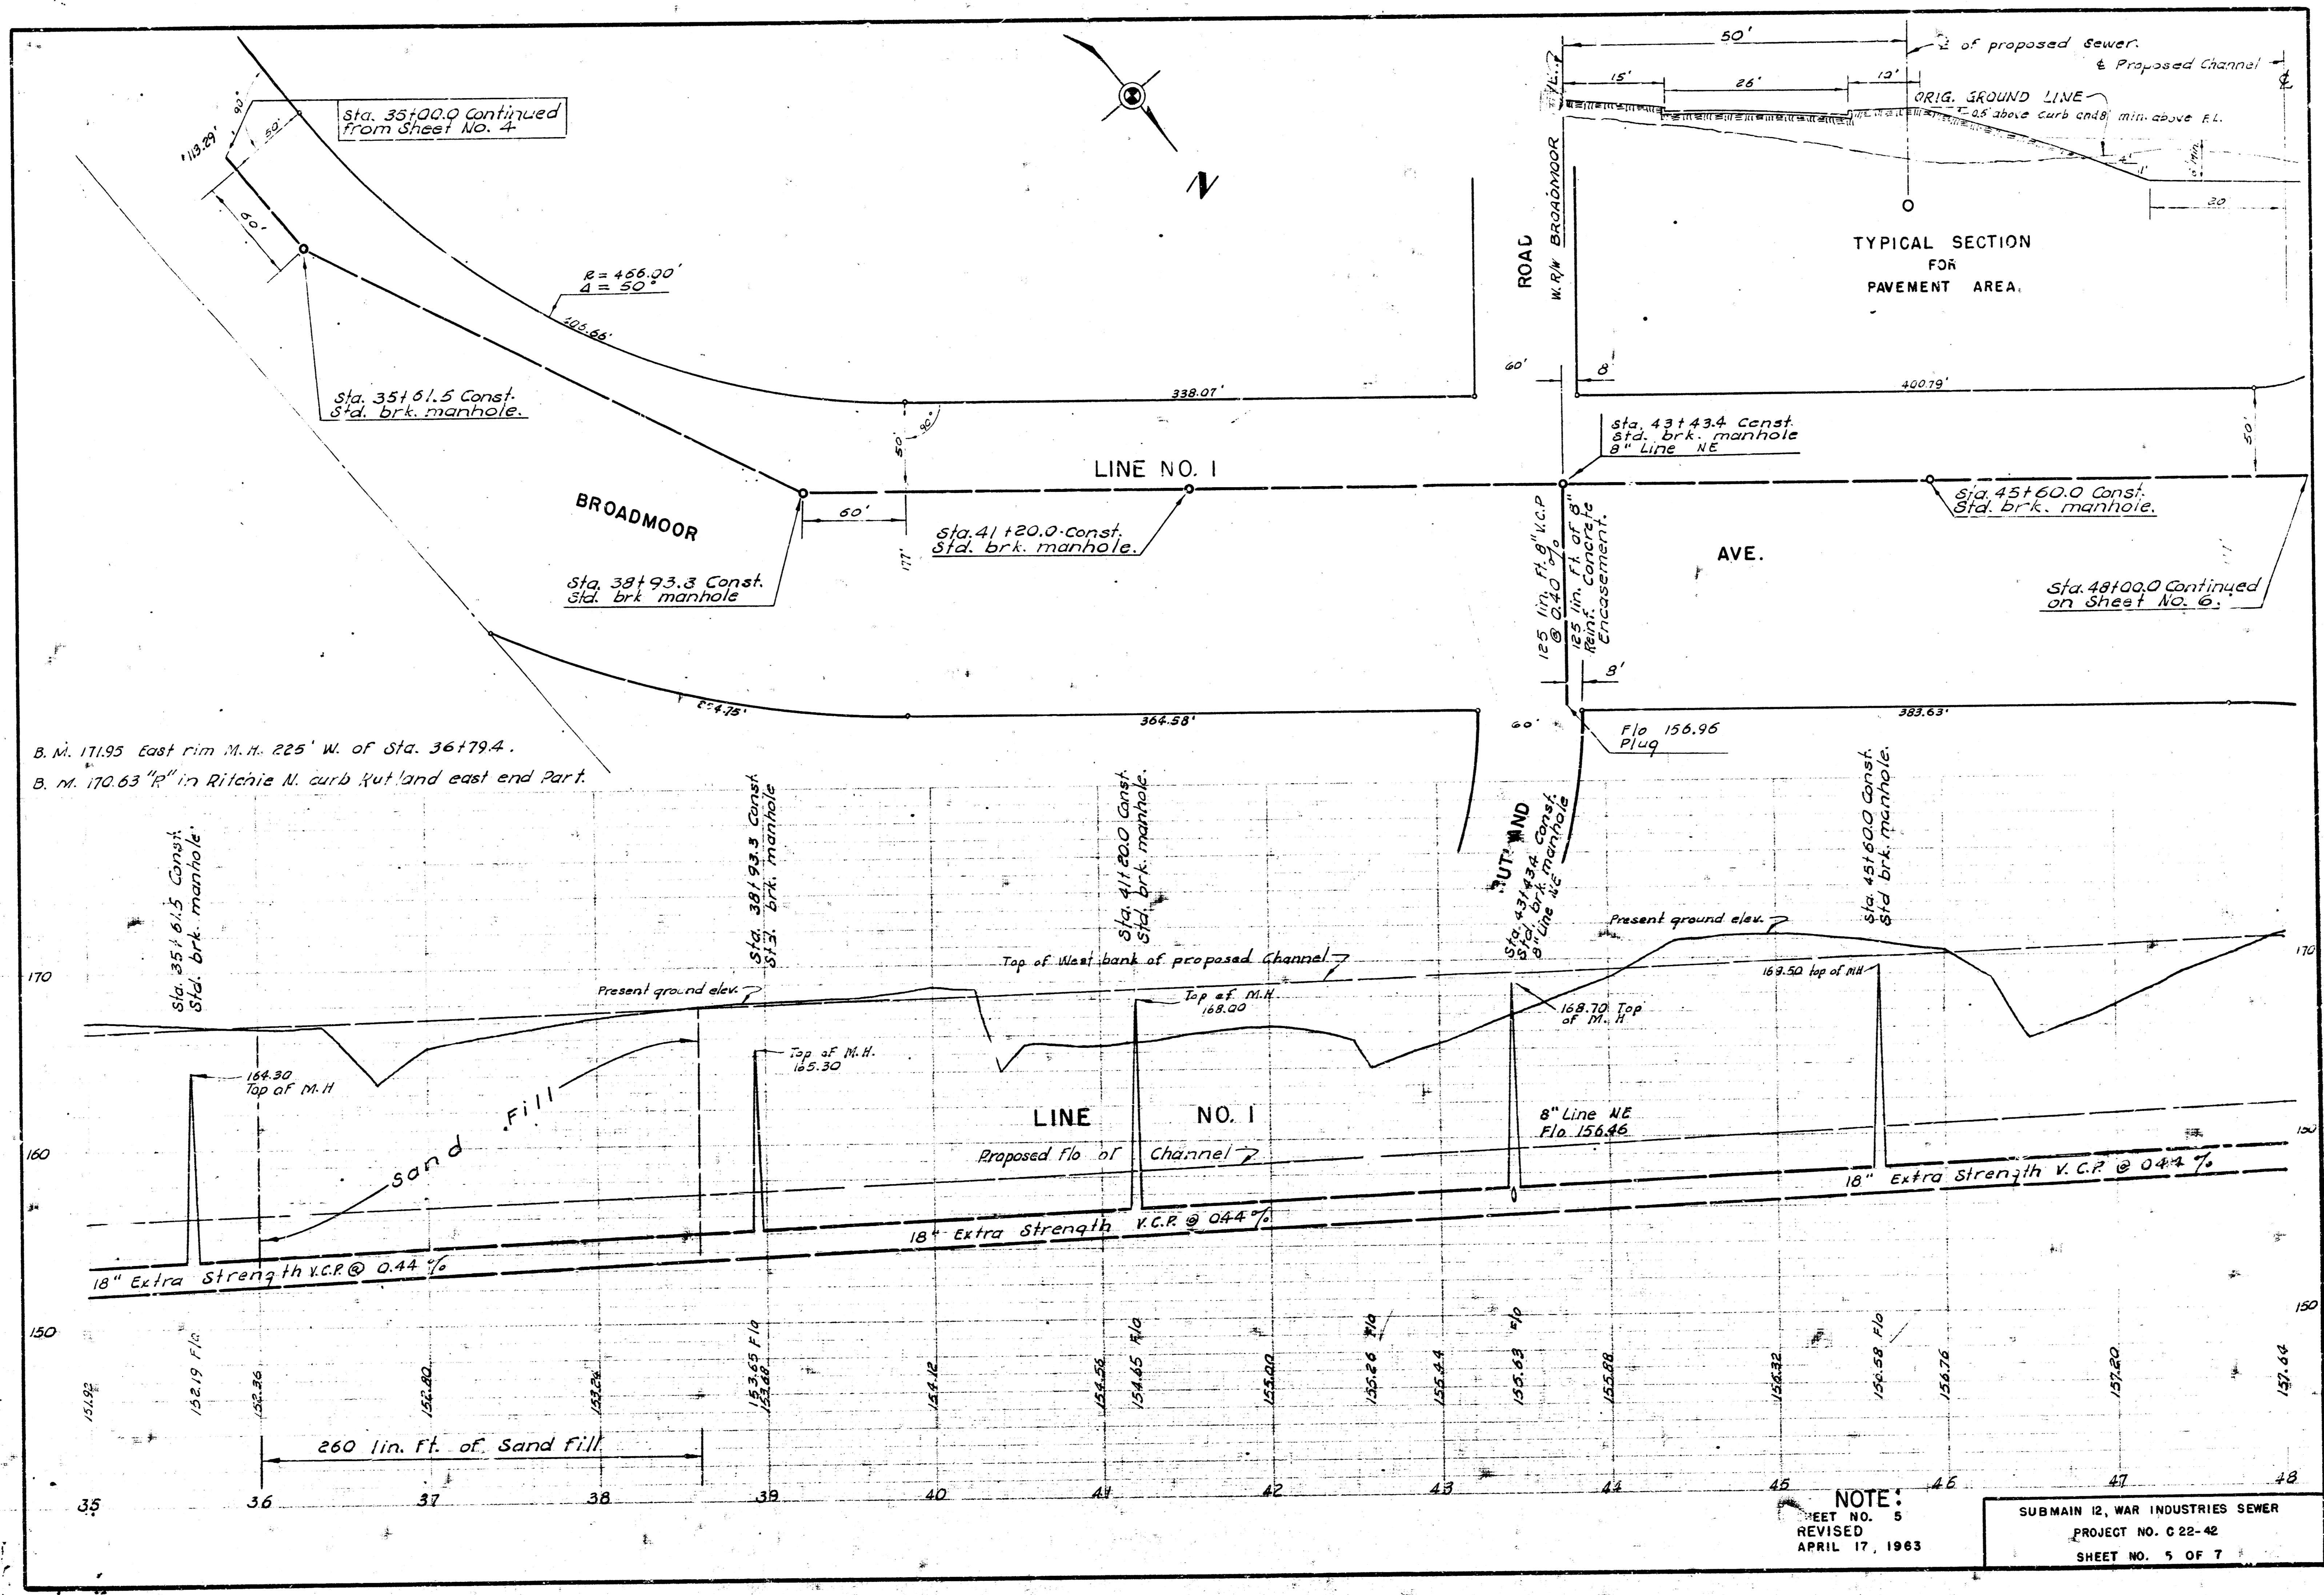 Sta. 35+00.0 Continued
from Sheet No. 4
90°
50'
113.29'
60'
R = 466.00'
Δ = 50°
Sta. 35+61.5 Const.
Std. brk. manhole.
N
338.07'
50'
90°
LINE NO. 1
BROADMOOR
60'
177'
Sta. 41+20.0 Const.
Std. brk. manhole.
Sta. 38+93.3 Const.
Std. brk manhole
364.58'
ROAD
W. R/W BROADMOOR
60'
8'
400.79'
50'
Sta. 43+43.4 Const.
Std. brk. manhole
8" Line NE
Sta. 45+60.0 Const.
Std. brk. manhole.
AVE.
Sta. 48+00.0 Continued
on Sheet No. 6.
125 lin. Ft. 8" V.C.P
@ 0.40 %
125 lin. Ft. of 8"
Reinf. Concrete
Encasement.
8'
60'
383.63'
Flo 156.96
Plug
50'
of proposed sewer.
℄ Proposed Channel
15'
26'
ORIG. GROUND LINE
0.5' above curb and 8' min. above F.L.
20
TYPICAL SECTION
FOR
PAVEMENT AREA.
B. M. 171.95 East rim M.H. 225' W. of Sta. 36+79.4.
B. M. 170.63 "R" in Ritchie N. curb Rutland east end Part.
Sta. 35+61.5 Const.
Std. brk. manhole.
Sta. 38+93.3 Const.
Std. brk. manhole
Sta. 41+20.0 Const.
Std. brk. manhole.
Sta. 43+43.4 Const.
Std. brk. manhole
8" Line NE
Sta. 45+60.0 Const.
Std brk. manhole.
170
Present ground elev.
Top of West bank of proposed Channel
Present ground elev.
170
164.30
Top of M.H
Top of M.H.
165.30
Top of M.H.
168.00
168.70 Top
of M.H
169.50 top of MH
Sand Fill
LINE NO. 1
8" Line NE
Flo 156.46
160
Proposed Flo of Channel
18" Extra Strength V.C.P. @ 0.44 %
18" Extra Strength V.C.P. @ 044 %
18" Extra Strength V.C.P. @ 044 %
150
150
151.92
152.19 Flo
152.36
152.80
153.24
153.65 Flo
153.68
154.12
154.56
154.65 Flo
155.00
155.26 Flo
155.44
155.63 Flo
155.88
156.32
156.58 Flo
156.76
157.20
157.64
260 lin. Ft. of Sand Fill
35
36
37
38
39
40
41
42
43
44
45
46
47
48
NOTE:
NO. 5
REVISED
APRIL 17, 1963
SUBMAIN 12, WAR INDUSTRIES SEWER
PROJECT NO. C 22-42
SHEET NO. 5 OF 7